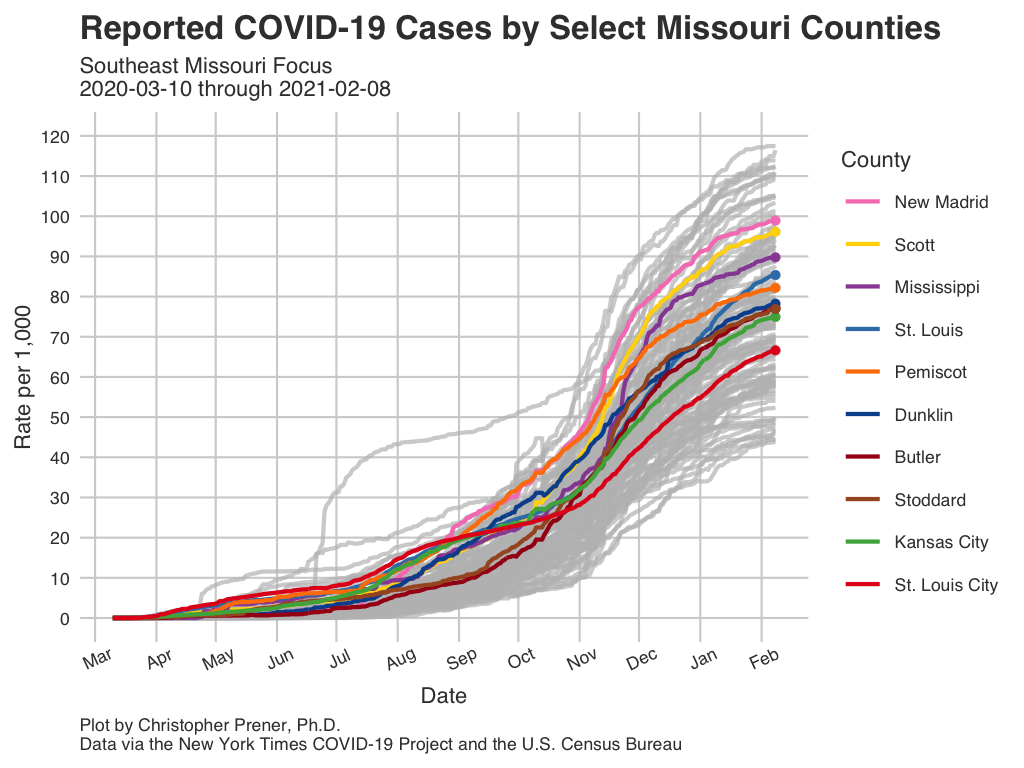 Reported COVID-19 Cases by Select Missouri Counties
Southeast Missouri Focus
2020-03-10 through 2021-02-08
120
110
100
90
80
70
60
50
40
30
20
10
0
Rate per 1,000
Mar Apr May Jun Jul Aug Sep Oct Nov Dec Jan Feb
Date
County
New Madrid
Scott
Mississippi
St. Louis
Pemiscot
Dunklin
Butler
Stoddard
Kansas City
St. Louis City
Plot by Christopher Prener, Ph.D.
Data via the New York Times COVID-19 Project and the U.S. Census Bureau